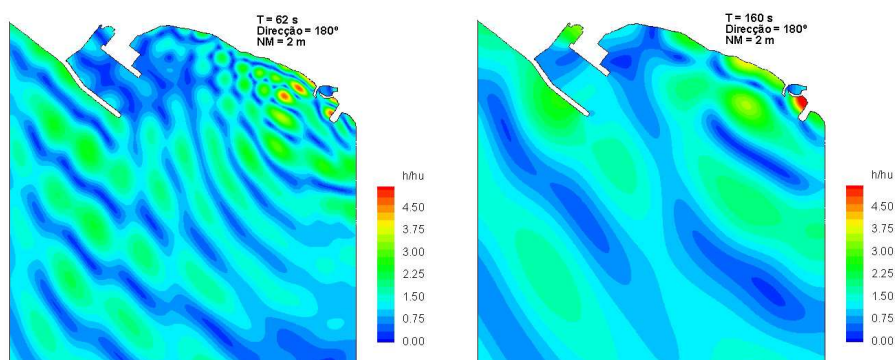 T = 62 s
Direcção = 180°
NM = 2 m
h/hu
4.50
3.75
3.00
2.25
1.50
0.75
0.00
T = 160 s
Direcção = 180°
NM = 2 m
h/hu
4.50
3.75
3.00
2.25
1.50
0.75
0.00